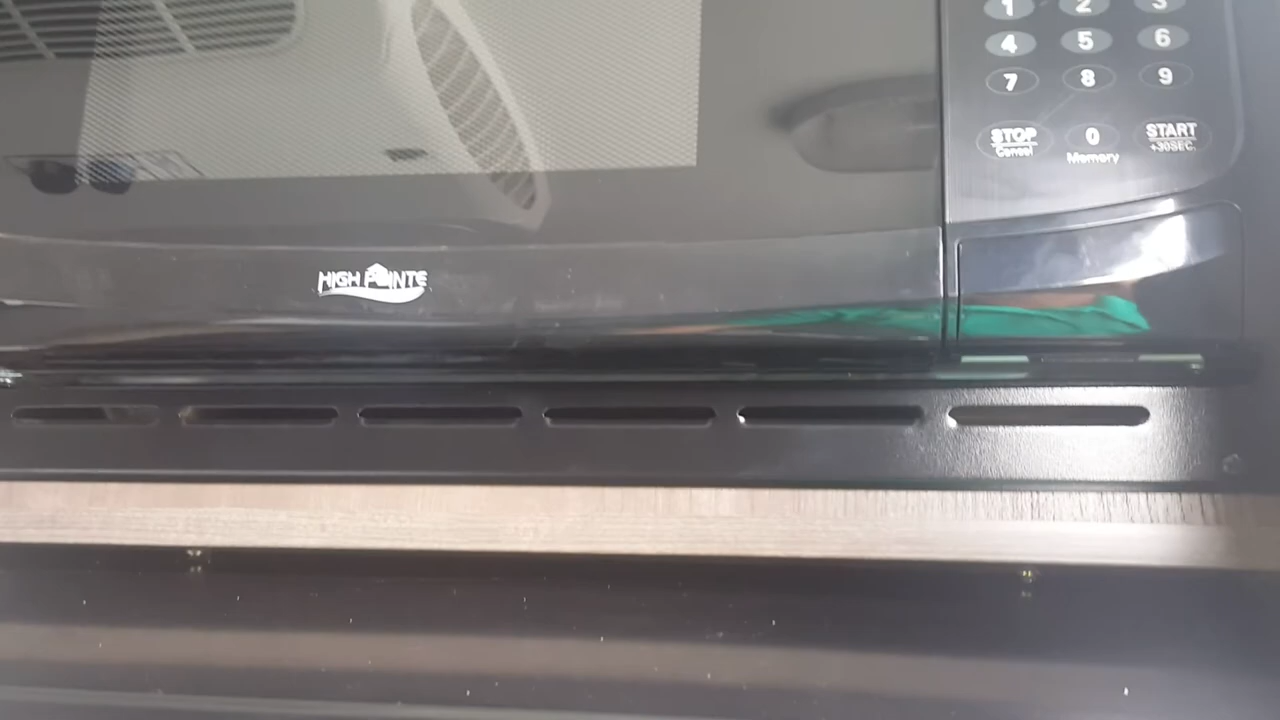 1 2 3
4 5 6
7 8 9
STOP 0 START
Cancel Memory +30SEC.
HIGH POINTE